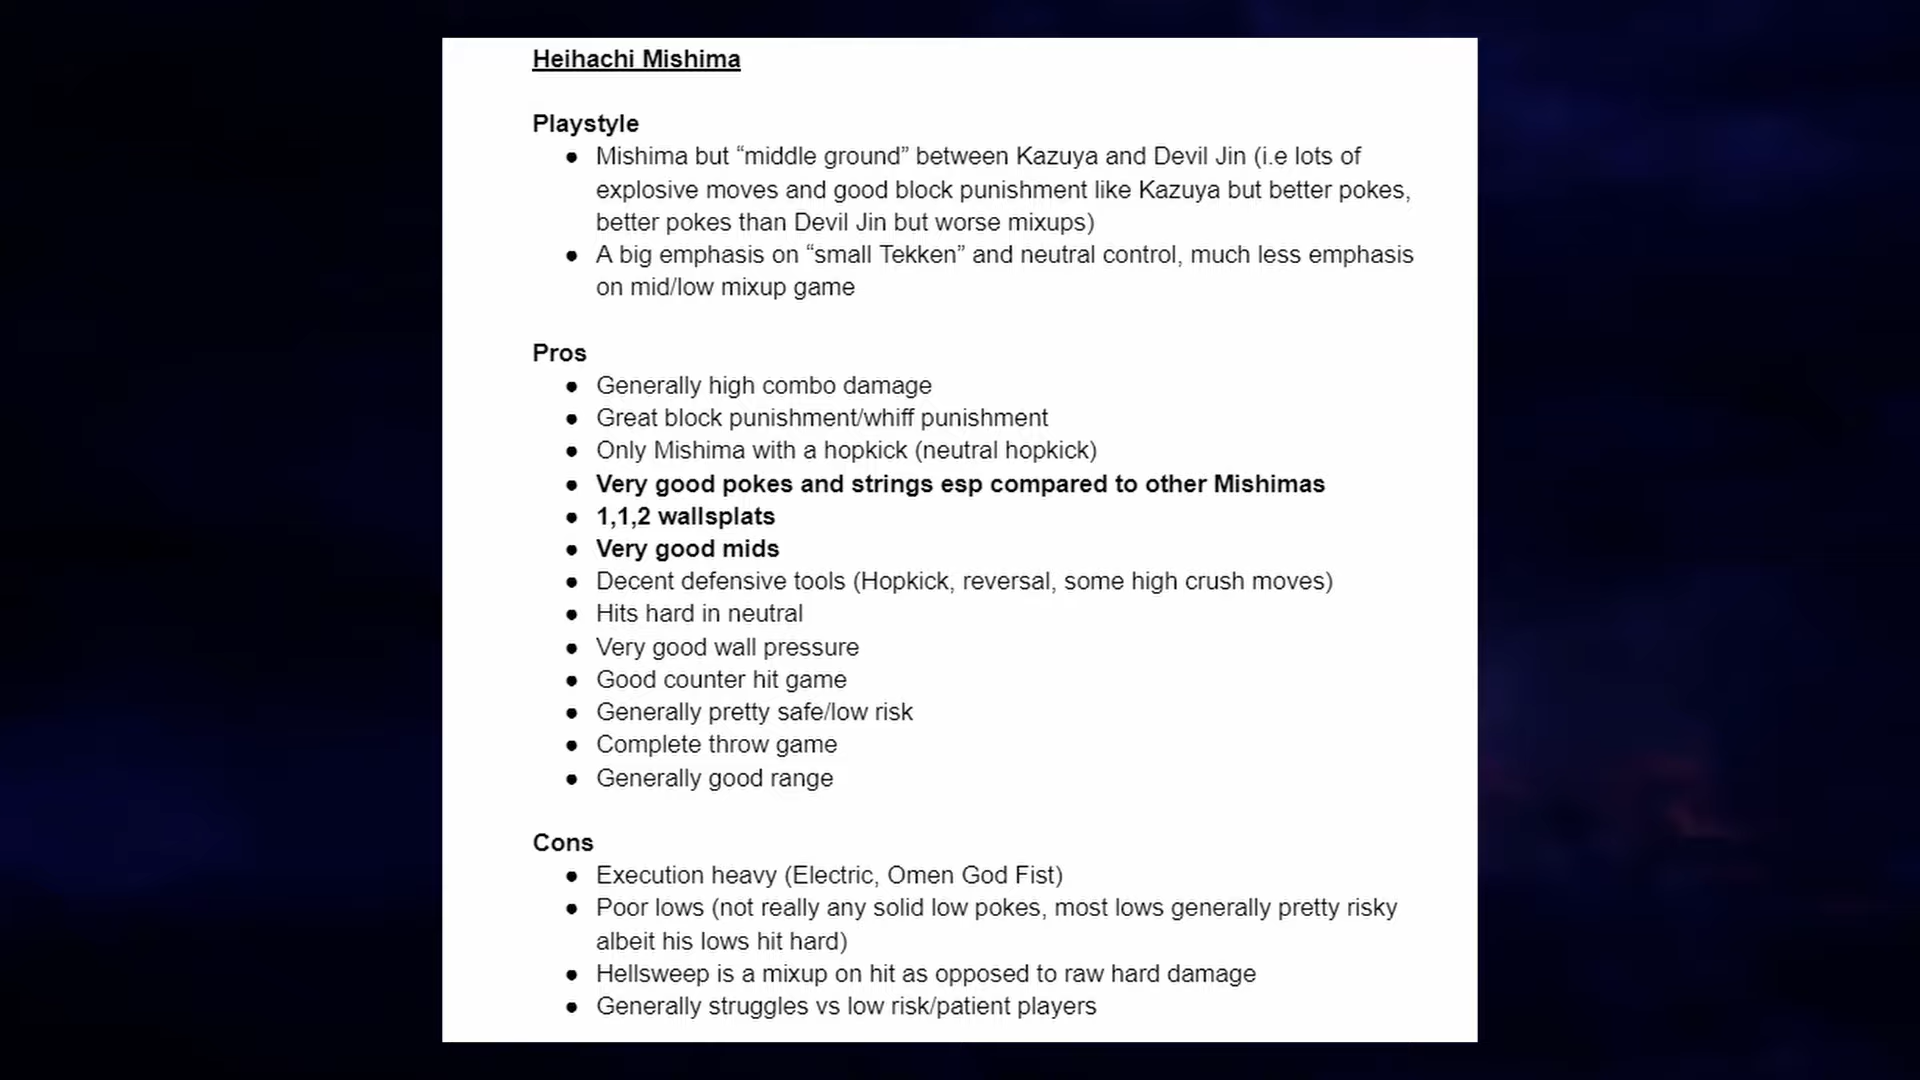 Heihachi Mishima
Playstyle
● Mishima but “middle ground” between Kazuya and Devil Jin (i.e lots of
explosive moves and good block punishment like Kazuya but better pokes,
better pokes than Devil Jin but worse mixups)
● A big emphasis on “small Tekken” and neutral control, much less emphasis
on mid/low mixup game
Pros
● Generally high combo damage
● Great block punishment/whiff punishment
● Only Mishima with a hopkick (neutral hopkick)
● Very good pokes and strings esp compared to other Mishimas
● 1,1,2 wallsplats
● Very good mids
● Decent defensive tools (Hopkick, reversal, some high crush moves)
● Hits hard in neutral
● Very good wall pressure
● Good counter hit game
● Generally pretty safe/low risk
● Complete throw game
● Generally good range
Cons
● Execution heavy (Electric, Omen God Fist)
● Poor lows (not really any solid low pokes, most lows generally pretty risky
albeit his lows hit hard)
● Hellsweep is a mixup on hit as opposed to raw hard damage
● Generally struggles vs low risk/patient players